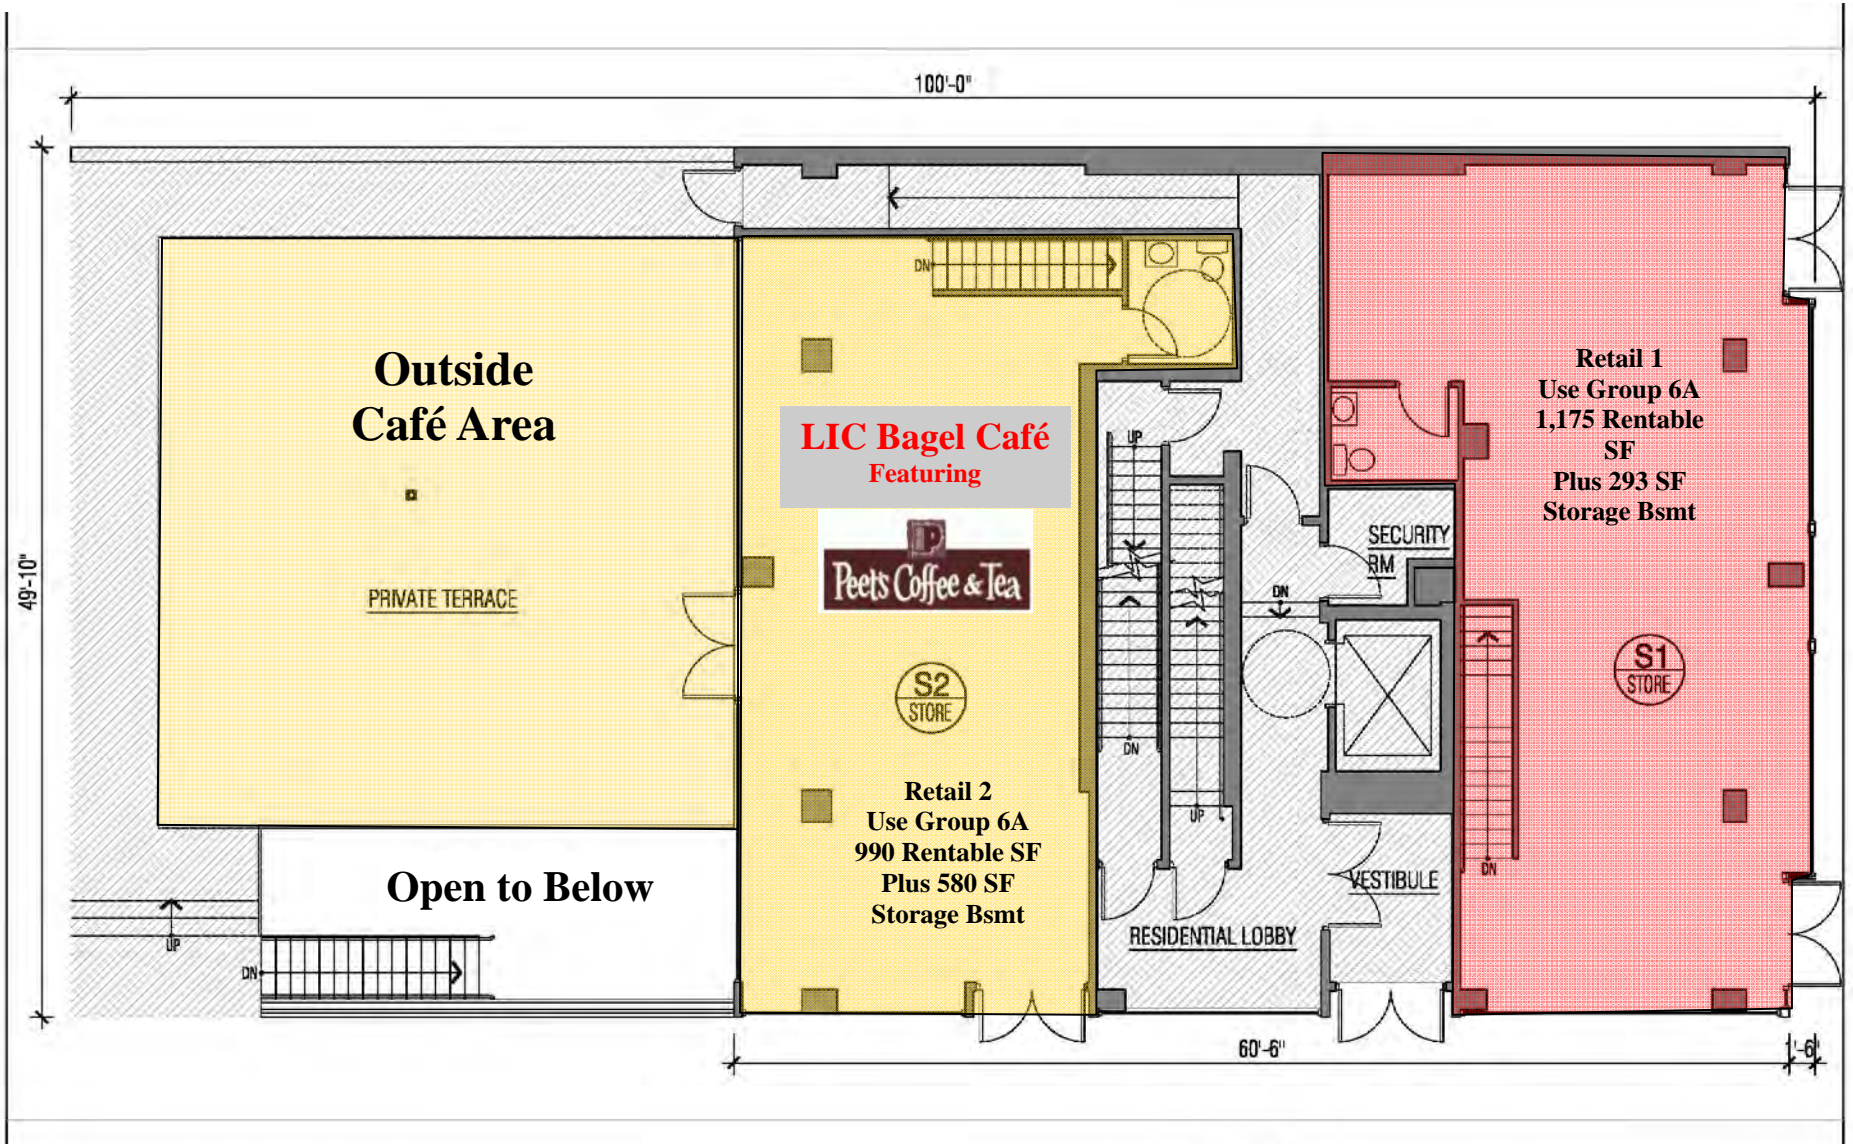 100'-0"
49'-10"
Outside
Café Area
PRIVATE TERRACE
Open to Below
UP
DN
DN
LIC Bagel Café
Featuring
P
Peet's Coffee & Tea
S2
STORE
Retail 2
Use Group 6A
990 Rentable SF
Plus 580 SF
Storage Bsmt
UP
DN
UP
DN
SECURITY
RM
VESTIBULE
RESIDENTIAL LOBBY
Retail 1
Use Group 6A
1,175 Rentable
SF
Plus 293 SF
Storage Bsmt
S1
STORE
DN
60'-6"
1'-6"